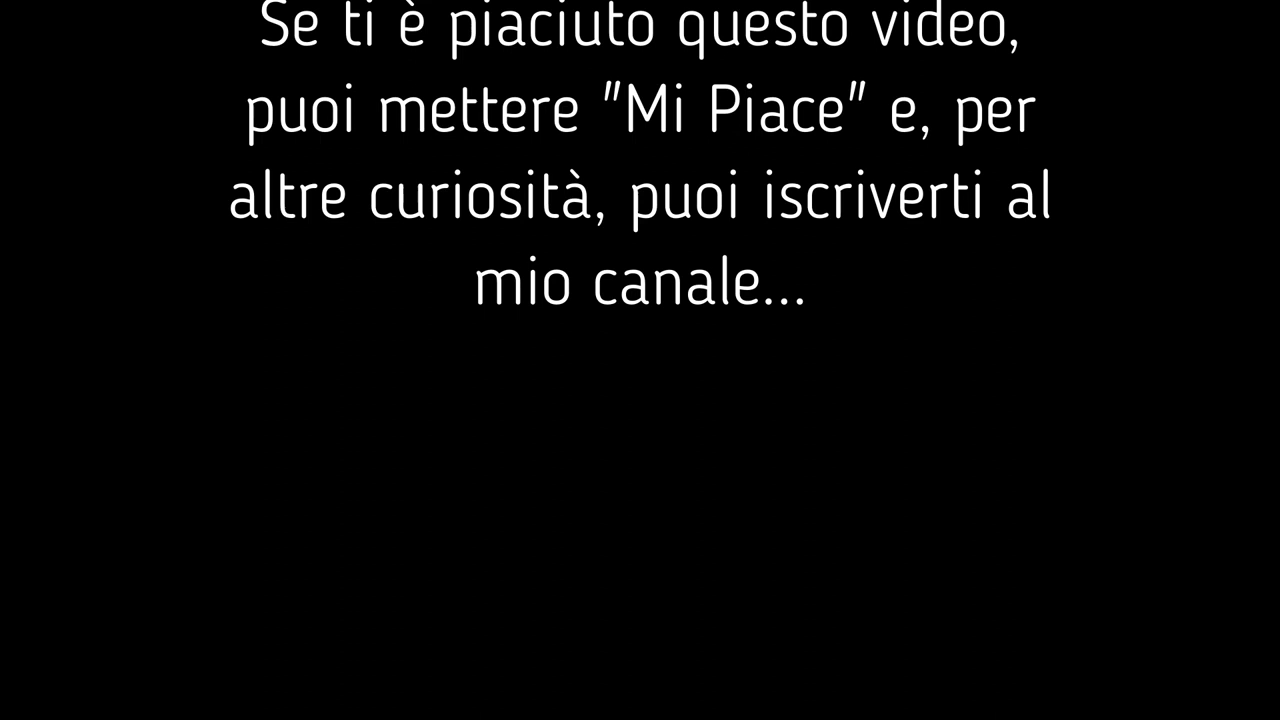 Se ti è piaciuto questo video,
puoi mettere "Mi Piace" e, per
altre curiosità, puoi iscriverti al
mio canale...